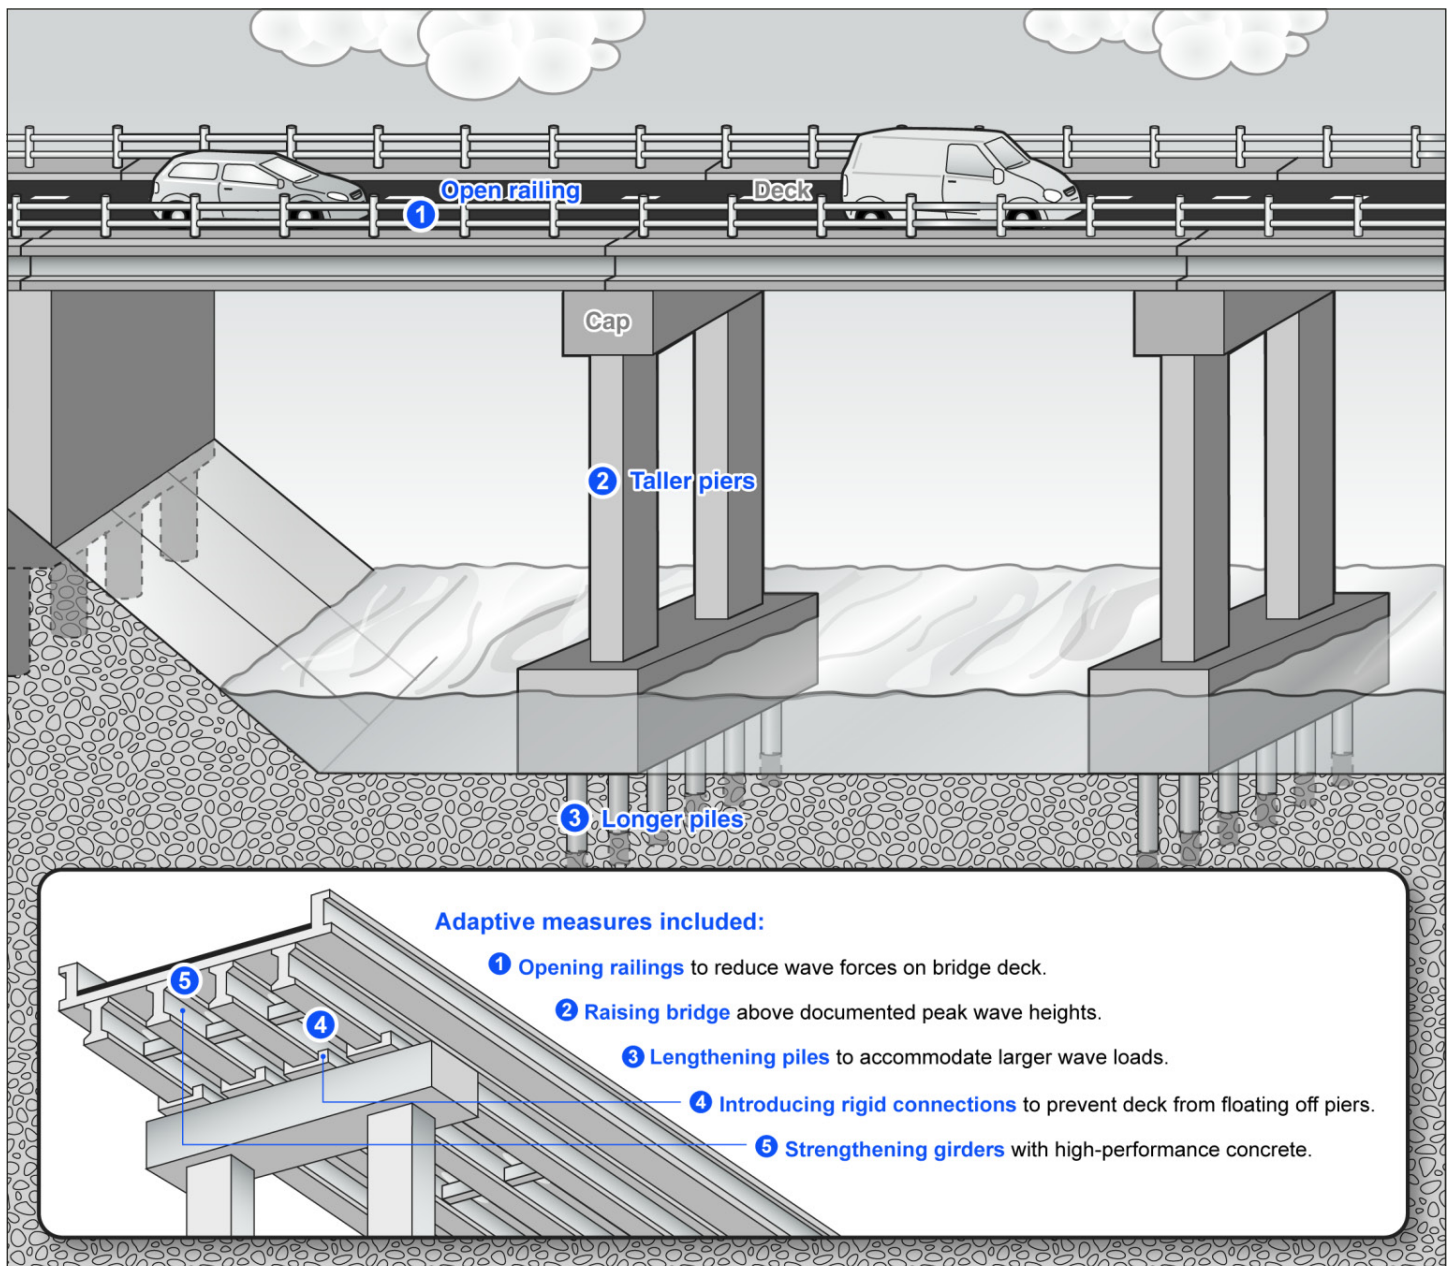 Open railing
Deck
1
Cap
2 Taller piers
3 Longer piles
Adaptive measures included:
1 Opening railings to reduce wave forces on bridge deck.
5
2 Raising bridge above documented peak wave heights.
4
3 Lengthening piles to accommodate larger wave loads.
4 Introducing rigid connections to prevent deck from floating off piers.
5 Strengthening girders with high-performance concrete.